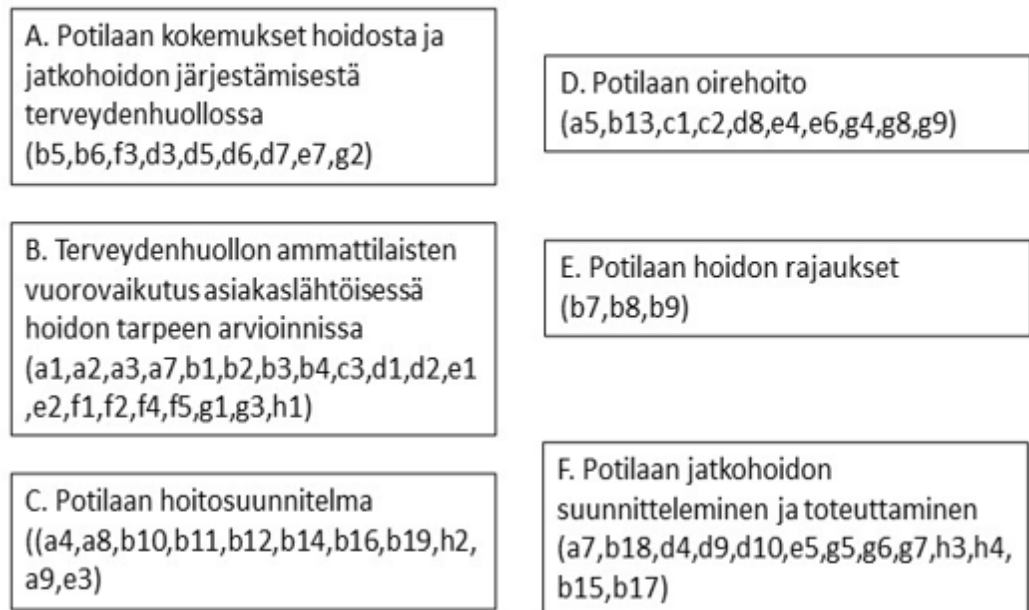 A. Potilaan kokemukset hoidosta ja
jatkohoidon järjestämisestä
terveydenhuollossa
(b5,b6,f3,d3,d5,d6,d7,e7,g2)
B. Terveydenhuollon ammattilaisten
vuorovaikutus asiakaslähtöisessä
hoidon tarpeen arvioinnissa
(a1,a2,a3,a7,b1,b2,b3,b4,c3,d1,d2,e1
,e2,f1,f2,f4,f5,g1,g3,h1)
C. Potilaan hoitosuunnitelma
((a4,a8,b10,b11,b12,b14,b16,b19,h2,
a9,e3)
D. Potilaan oirehoito
(a5,b13,c1,c2,d8,e4,e6,g4,g8,g9)
E. Potilaan hoidon rajaukset
(b7,b8,b9)
F. Potilaan jatkohoidon
suunnitteleminen ja toteuttaminen
(a7,b18,d4,d9,d10,e5,g5,g6,g7,h3,h4,
b15,b17)